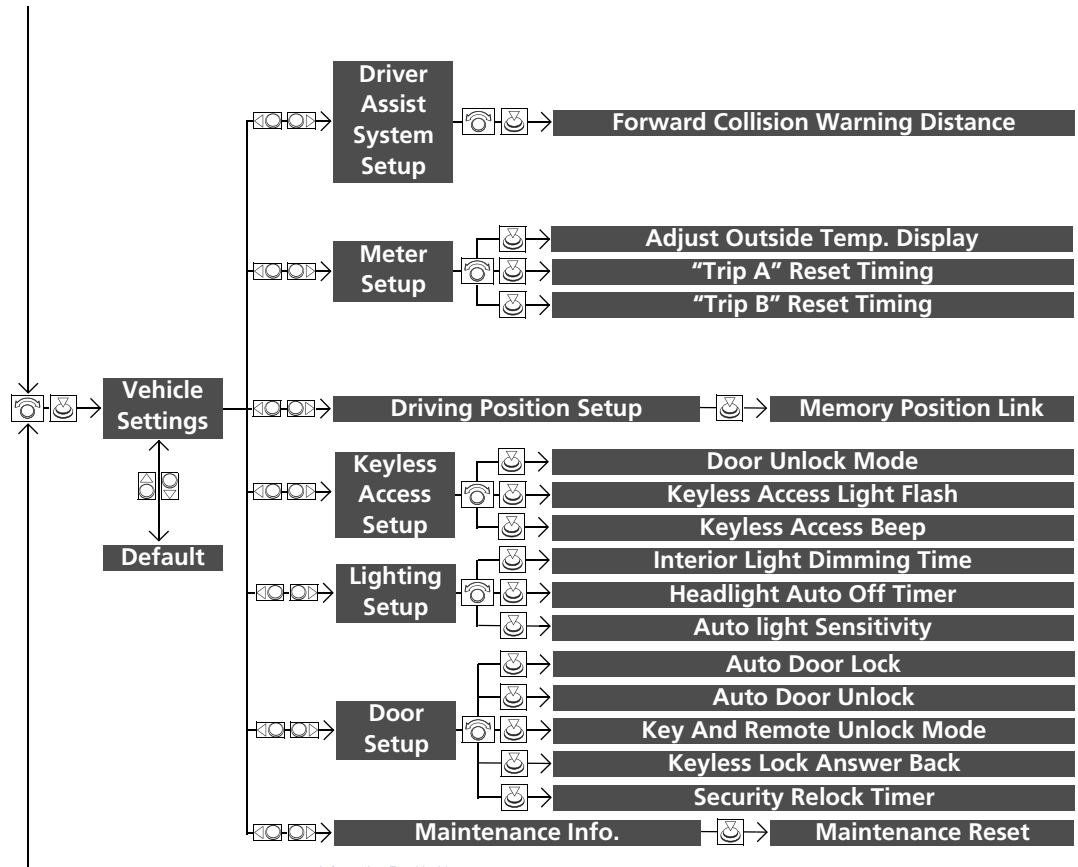 Driver
Assist
System
Setup
Forward Collision Warning Distance
Meter
Setup
Adjust Outside Temp. Display
“Trip A” Reset Timing
“Trip B” Reset Timing
Vehicle
Settings
Default
Driving Position Setup
Memory Position Link
Keyless
Access
Setup
Door Unlock Mode
Keyless Access Light Flash
Keyless Access Beep
Lighting
Setup
Interior Light Dimming Time
Headlight Auto Off Timer
Auto light Sensitivity
Door
Setup
Auto Door Lock
Auto Door Unlock
Key And Remote Unlock Mode
Keyless Lock Answer Back
Security Relock Timer
Maintenance Info.
Maintenance Reset